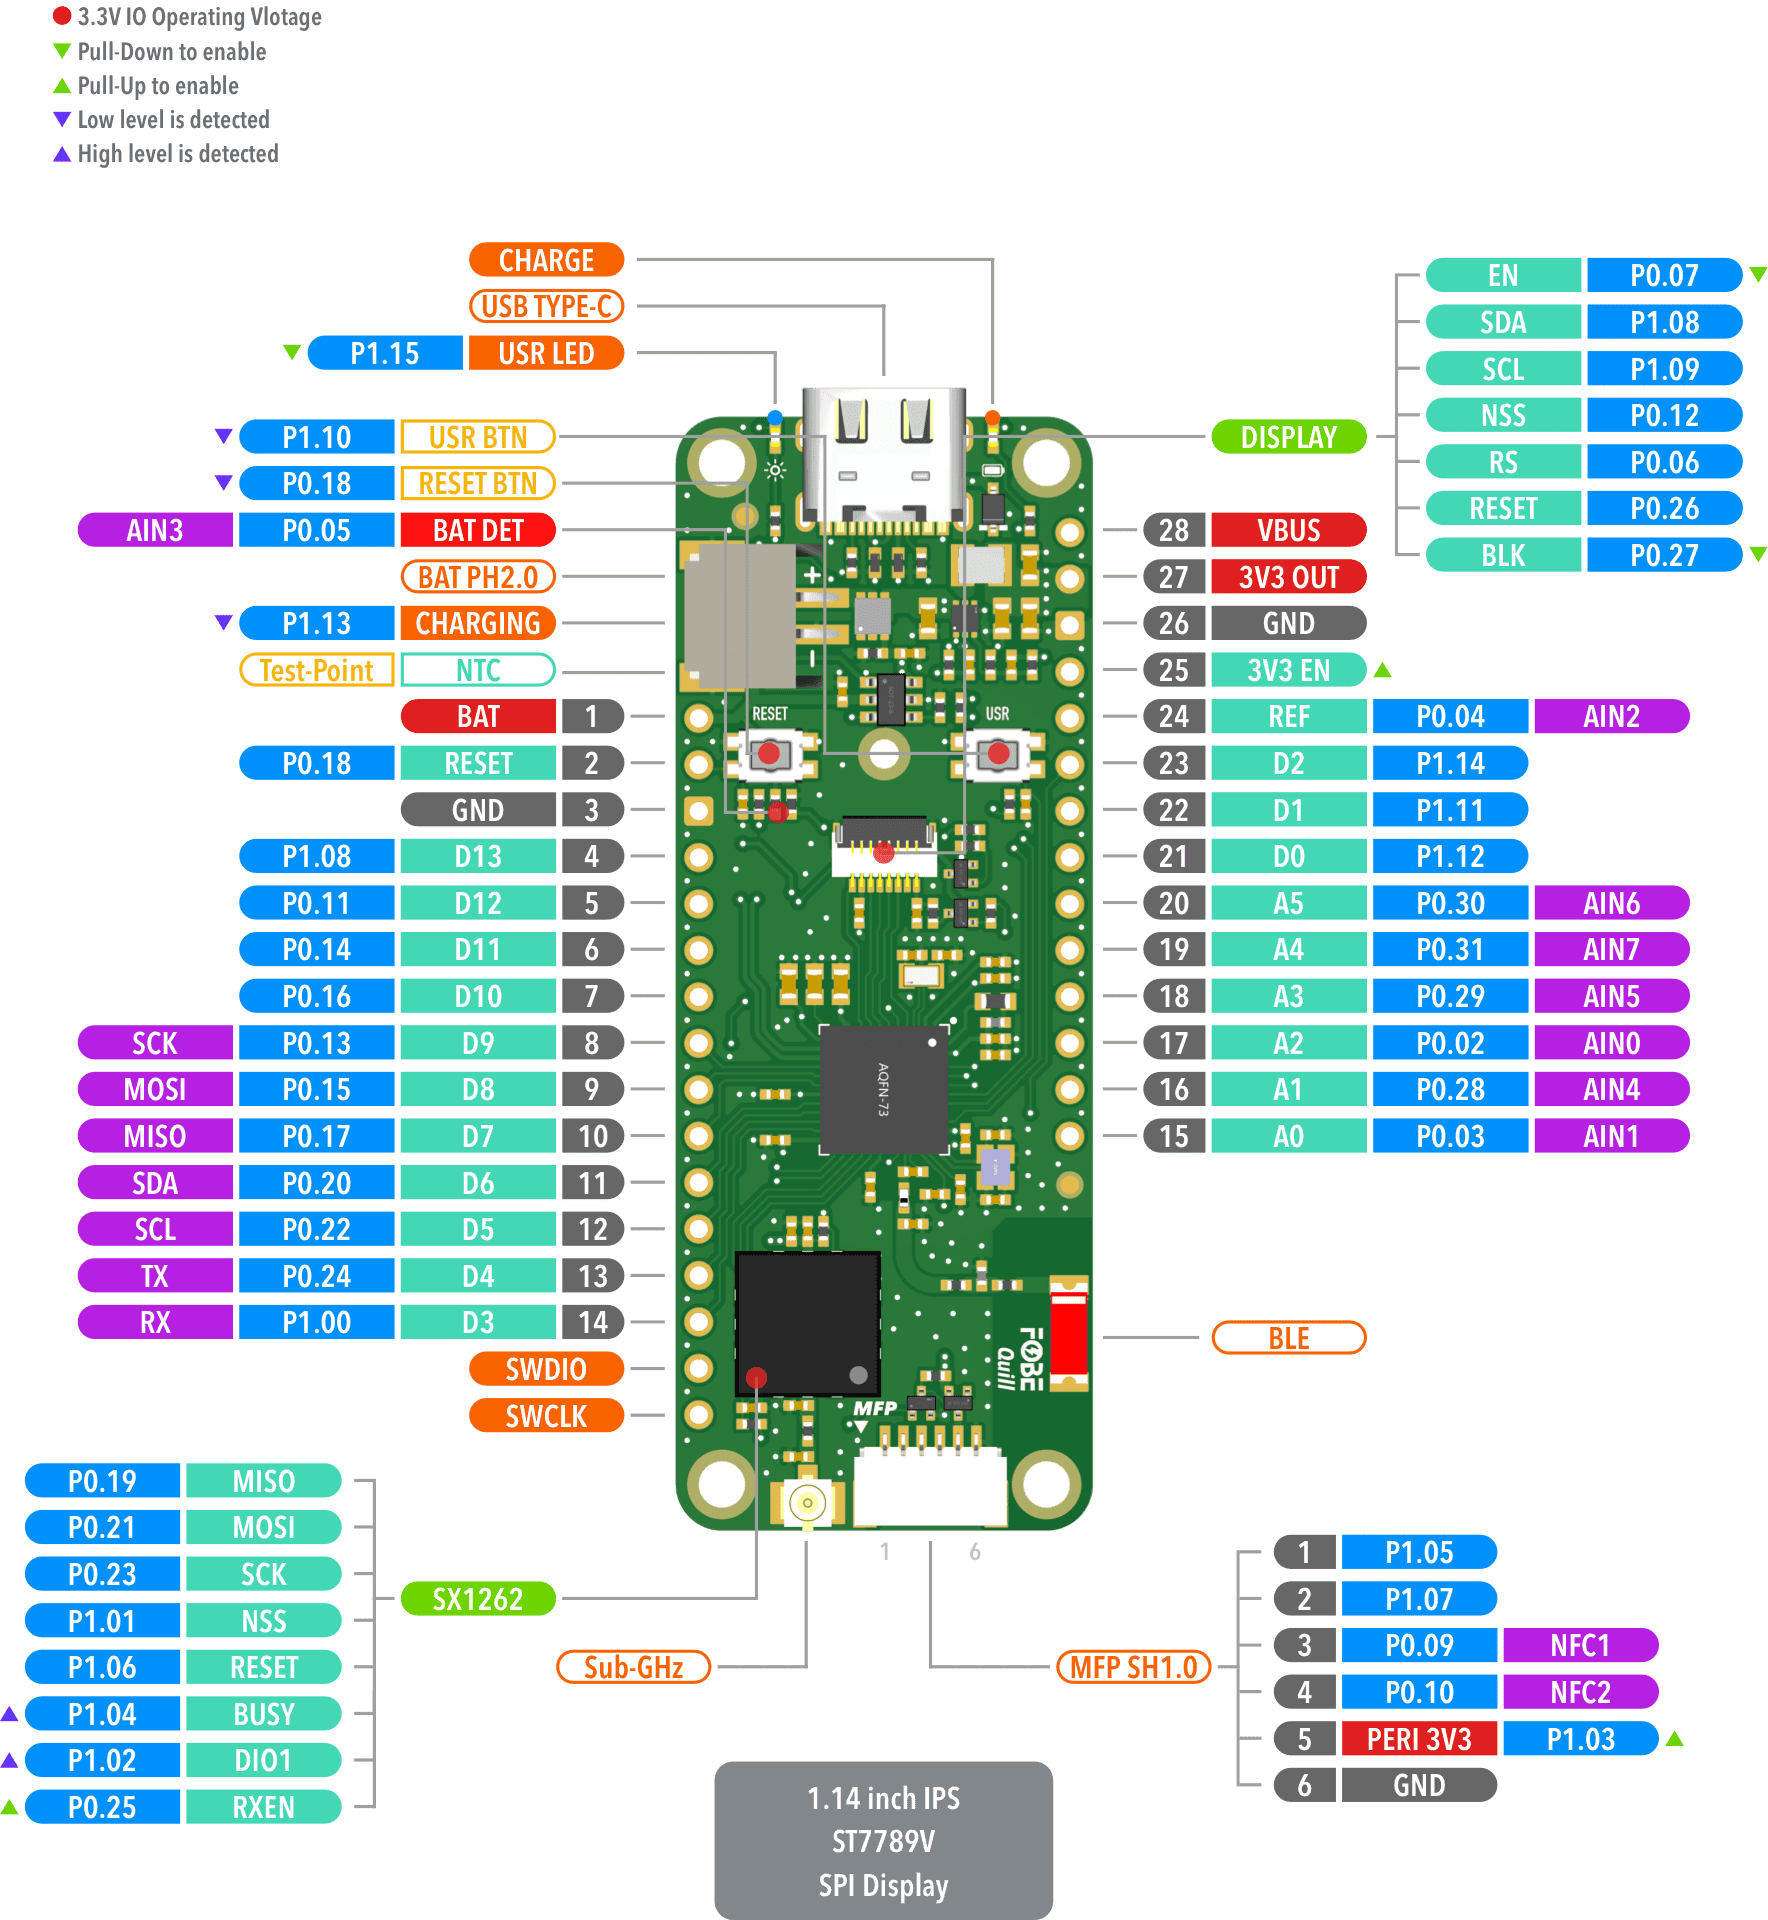 3.3V IO Operating Vlotage
Pull-Down to enable
Pull-Up to enable
Low level is detected
High level is detected
CHARGE
USB TYPE-C
P1.15 USR LED
P1.10 USR BTN
P0.18 RESET BTN
AIN3 P0.05 BAT DET
BAT PH2.0
P1.13 CHARGING
Test-Point NTC
BAT 1
P0.18 RESET 2
GND 3
P1.08 D13 4
P0.11 D12 5
P0.14 D11 6
P0.16 D10 7
SCK P0.13 D9 8
MOSI P0.15 D8 9
MISO P0.17 D7 10
SDA P0.20 D6 11
SCL P0.22 D5 12
TX P0.24 D4 13
RX P1.00 D3 14
SWDIO
SWCLK
P0.19 MISO
P0.21 MOSI
P0.23 SCK
P1.01 NSS
P1.06 RESET
P1.04 BUSY
P1.02 DIO1
P0.25 RXEN
SX1262
Sub-GHz
+
-
RESET
USR
AQFN-73
FOBE
Quill
MFP
1 6
DISPLAY
EN P0.07
SDA P1.08
SCL P1.09
NSS P0.12
RS P0.06
RESET P0.26
BLK P0.27
28 VBUS
27 3V3 OUT
26 GND
25 3V3 EN
24 REF P0.04 AIN2
23 D2 P1.14
22 D1 P1.11
21 D0 P1.12
20 A5 P0.30 AIN6
19 A4 P0.31 AIN7
18 A3 P0.29 AIN5
17 A2 P0.02 AIN0
16 A1 P0.28 AIN4
15 A0 P0.03 AIN1
BLE
MFP SH1.0
1 P1.05
2 P1.07
3 P0.09 NFC1
4 P0.10 NFC2
5 PERI 3V3 P1.03
6 GND
1.14 inch IPS
ST7789V
SPI Display